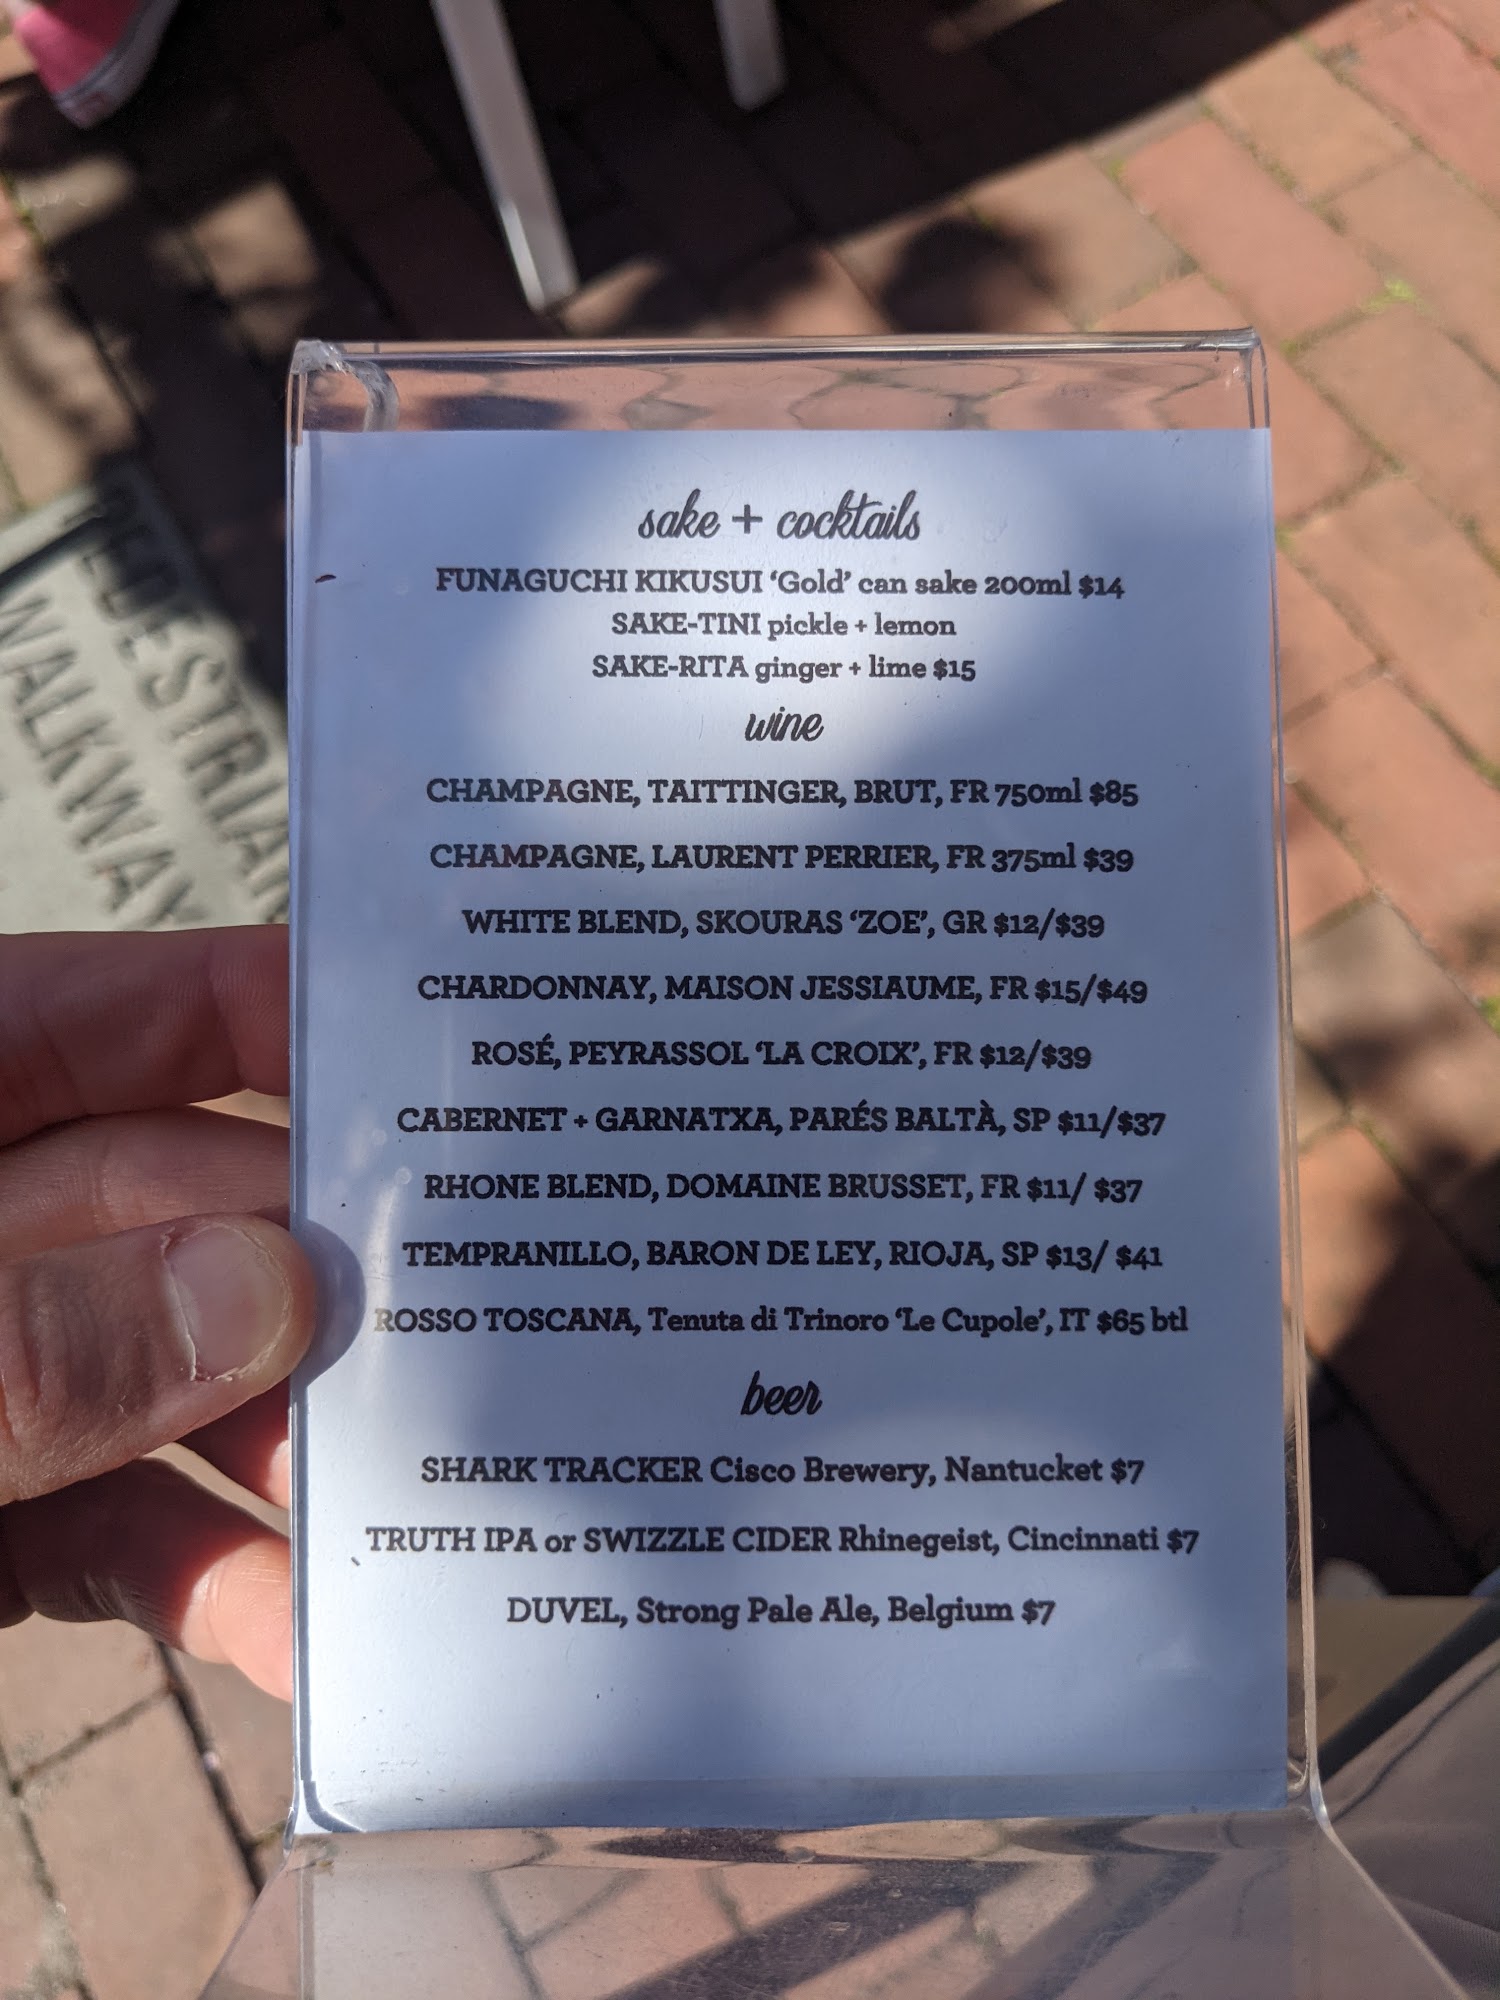 sake + cocktails
FUNAGUCHI KIKUSUI ‘Gold’ can sake 200ml $14
SAKE-TINI pickle + lemon
SAKE-RITA ginger + lime $15
wine
CHAMPAGNE, TAITTINGER, BRUT, FR 750ml $85
CHAMPAGNE, LAURENT PERRIER, FR 375ml $39
WHITE BLEND, SKOURAS ‘ZOE’, GR $12/$39
CHARDONNAY, MAISON JESSIAUME, FR $15/$49
ROSÉ, PEYRASSOL ‘LA CROIX’, FR $12/$39
CABERNET + GARNATXA, PARÉS BALTÀ, SP $11/$37
RHONE BLEND, DOMAINE BRUSSET, FR $11/ $37
TEMPRANILLO, BARON DE LEY, RIOJA, SP $13/ $41
ROSSO TOSCANA, Tenuta di Trinoro ‘Le Cupole’, IT $65 btl
beer
SHARK TRACKER Cisco Brewery, Nantucket $7
TRUTH IPA or SWIZZLE CIDER Rhinegeist, Cincinnati $7
DUVEL, Strong Pale Ale, Belgium $7
PEDESTRIAN
WALKWAY